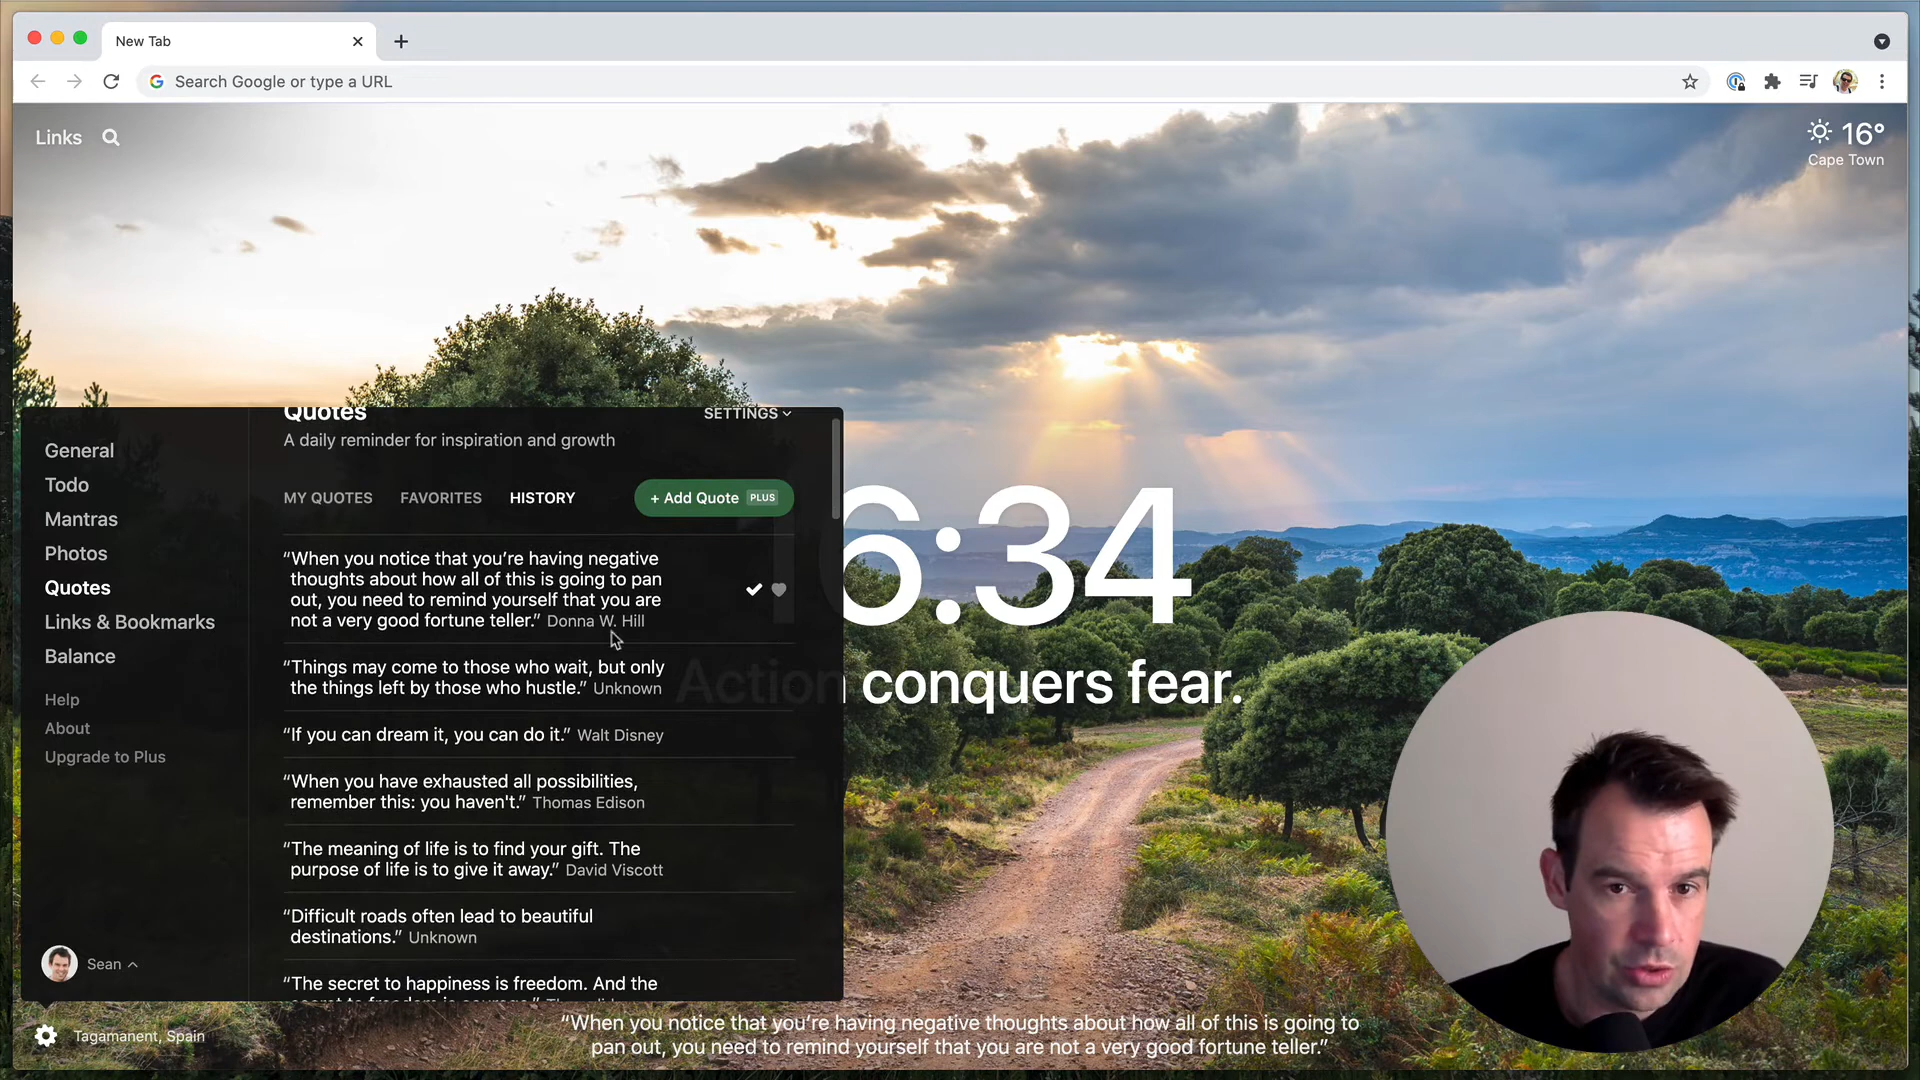 New Tab
Search Google or type a URL
Links
16°
Cape Town
Quotes
SETTINGS
A daily reminder for inspiration and growth
General
Todo
Mantras
Photos
Quotes
Links & Bookmarks
Balance
Help
About
Upgrade to Plus
MY QUOTES FAVORITES HISTORY + Add Quote PLUS
“When you notice that you’re having negative
thoughts about how all of this is going to pan
out, you need to remind yourself that you are
not a very good fortune teller.” Donna W. Hill
“Things may come to those who wait, but only
the things left by those who hustle.” Unknown
“If you can dream it, you can do it.” Walt Disney
“When you have exhausted all possibilities,
remember this: you haven't.” Thomas Edison
“The meaning of life is to find your gift. The
purpose of life is to give it away.” David Viscott
“Difficult roads often lead to beautiful
destinations.” Unknown
“The secret to happiness is freedom. And the
secret to freedom is courage.”
16:34
Action conquers fear.
Sean
Tagamanent, Spain
“When you notice that you’re having negative thoughts about how all of this is going to
pan out, you need to remind yourself that you are not a very good fortune teller.”